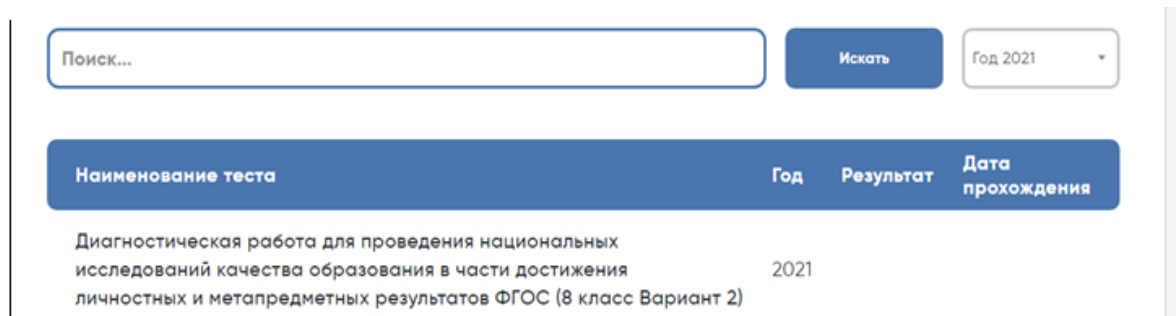 Поиск...
Искать
Год 2021
Наименование теста
Год
Результат
Дата
прохождения
Диагностическая работа для проведения национальных
исследований качества образования в части достижения
личностных и метапредметных результатов ФГОС (8 класс Вариант 2)
2021